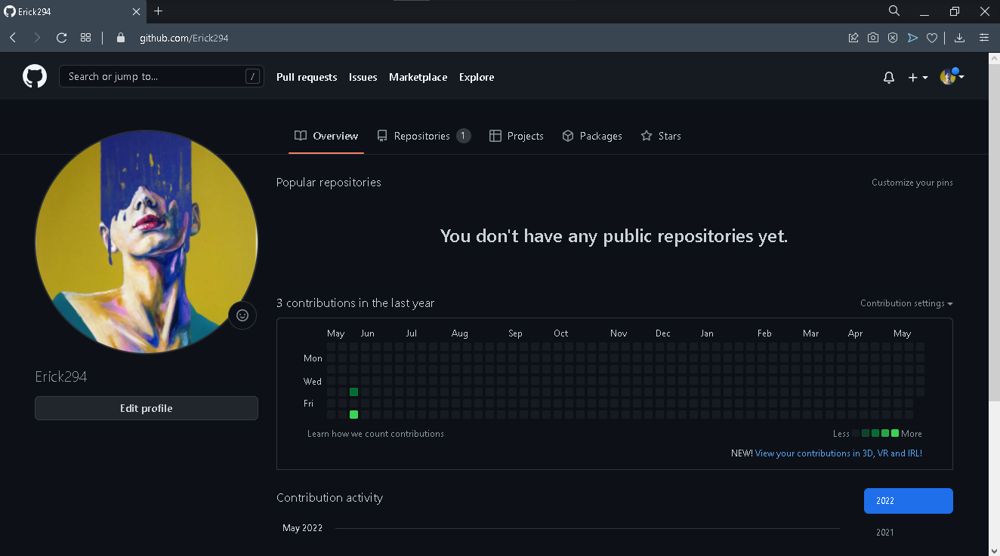 Erick294
github.com/Erick294
Search or jump to... /
Pull requests Issues Marketplace Explore
Overview Repositories 1 Projects Packages Stars
Popular repositories Customize your pins
You don't have any public repositories yet.
3 contributions in the last year Contribution settings
May Jun Jul Aug Sep Oct Nov Dec Jan Feb Mar Apr May
Mon
Wed
Fri
Learn how we count contributions Less More
NEW! View your contributions in 3D, VR and IRL!
Erick294
Edit profile
Contribution activity 2022
May 2022 2021